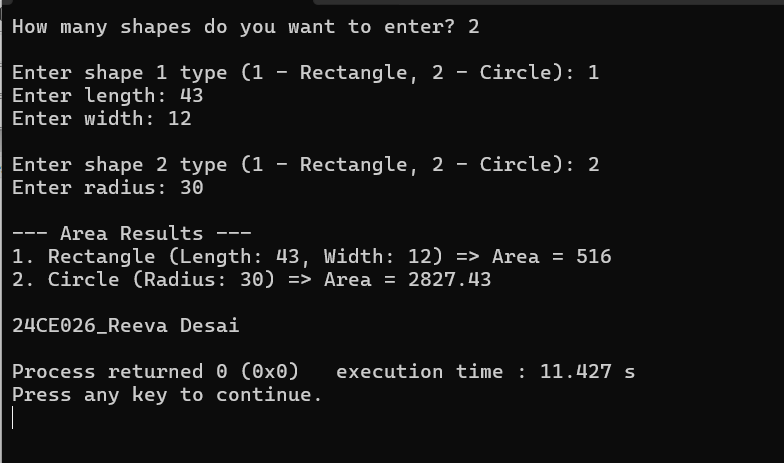 How many shapes do you want to enter? 2
Enter shape 1 type (1 - Rectangle, 2 - Circle): 1
Enter length: 43
Enter width: 12
Enter shape 2 type (1 - Rectangle, 2 - Circle): 2
Enter radius: 30
--- Area Results ---
1. Rectangle (Length: 43, Width: 12) => Area = 516
2. Circle (Radius: 30) => Area = 2827.43
24CE026_Reeva Desai
Process returned 0 (0x0)   execution time : 11.427 s
Press any key to continue.